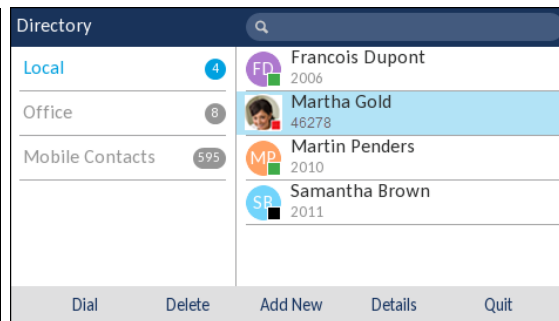 Directory
Local 4
Office 8
Mobile Contacts 595
FD Francois Dupont
2006
Martha Gold
46278
MP Martin Penders
2010
SB Samantha Brown
2011
Dial Delete Add New Details Quit